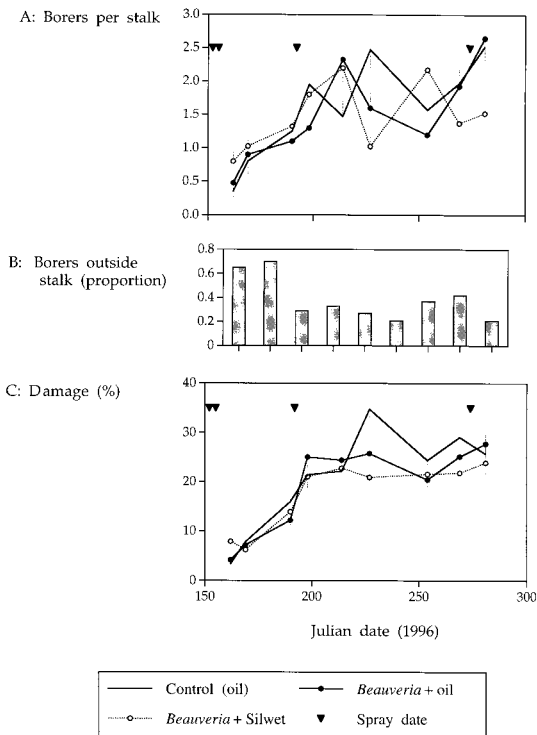 A: Borers per stalk
3.0
2.5
2.0
1.5
1.0
0.5
0.0
B: Borers outside
stalk (proportion)
0.8
0.6
0.4
0.2
0
C: Damage (%)
40
30
20
10
0
150
200
250
300
Julian date (1996)
Control (oil)
Beauveria + oil
Beauveria + Silwet
Spray date